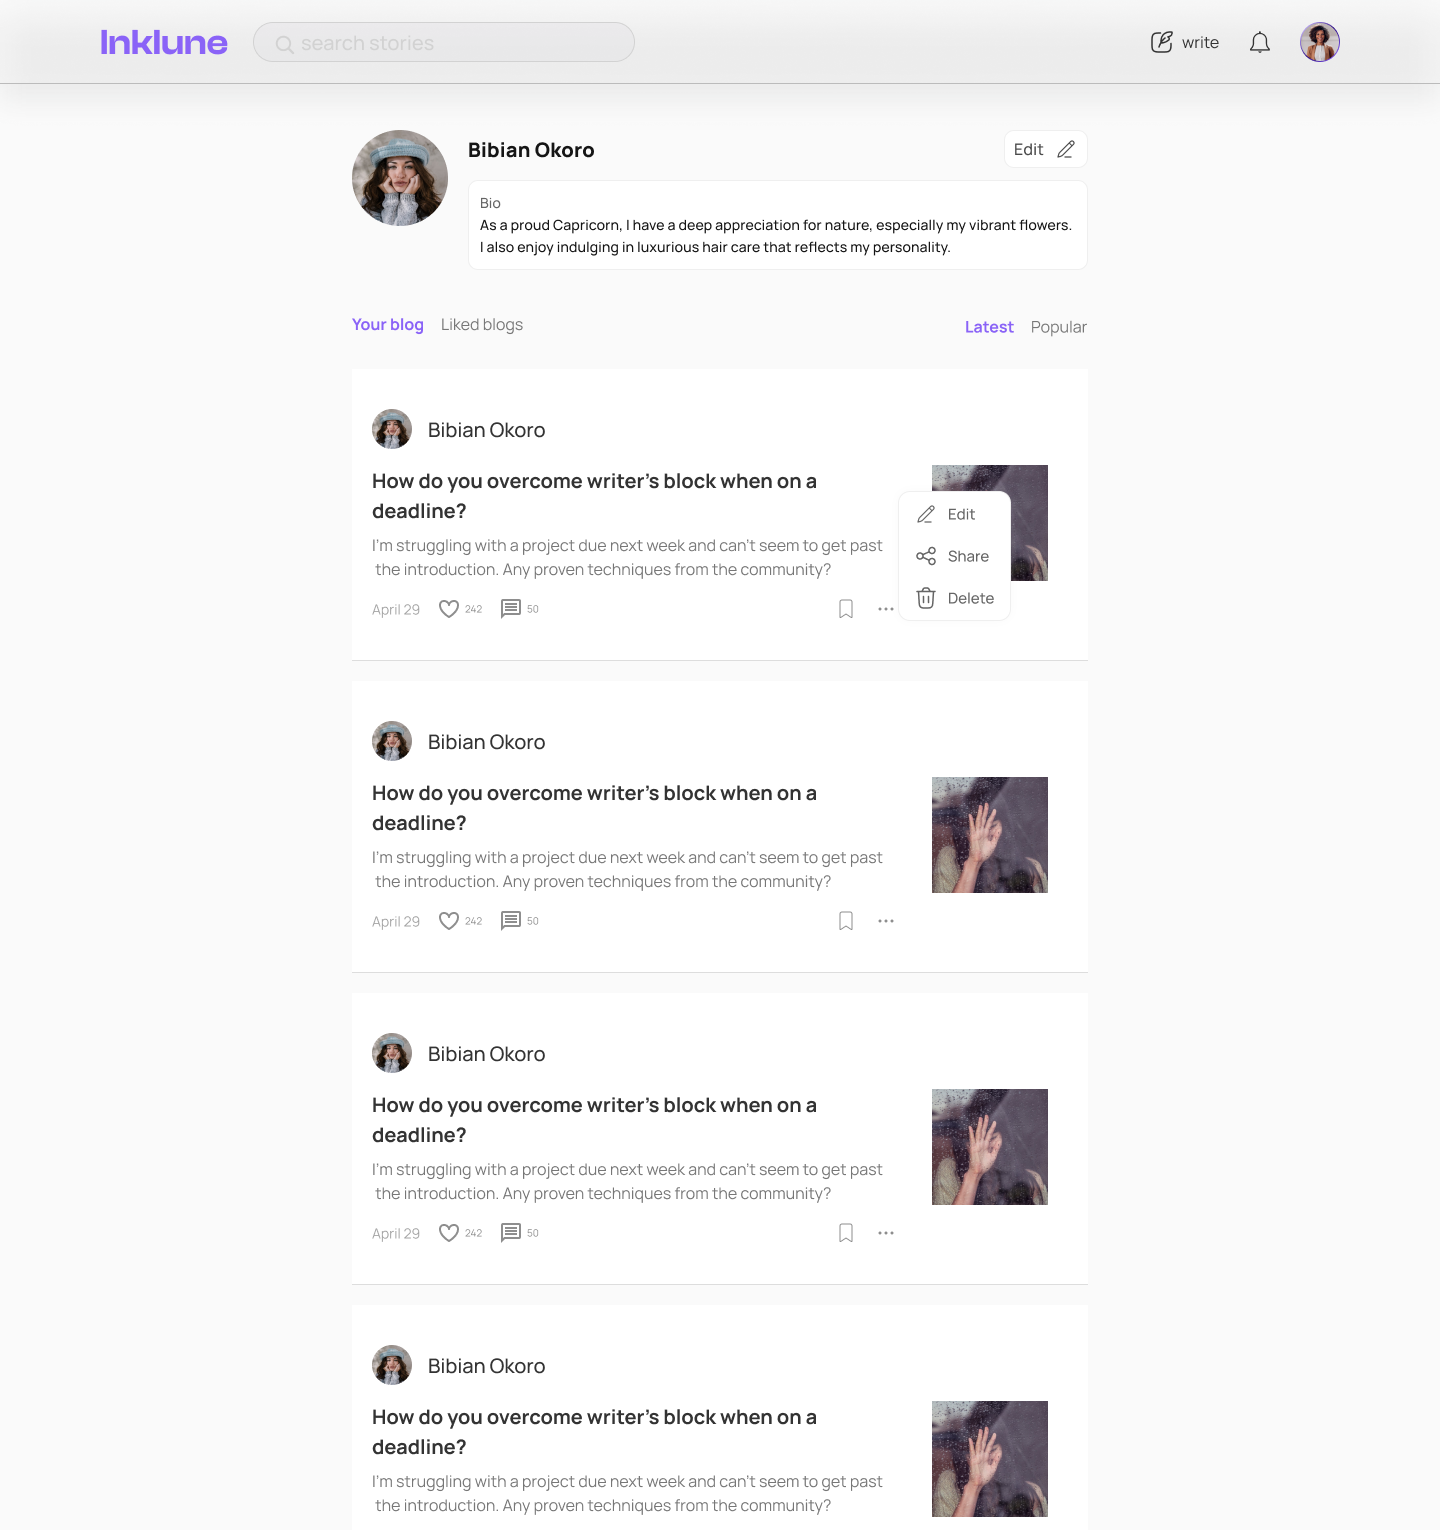 Inklune
search stories
write
Bibian Okoro
Edit
Bio
As a proud Capricorn, I have a deep appreciation for nature, especially my vibrant flowers.
I also enjoy indulging in luxurious hair care that reflects my personality.
Your blog Liked blogs
Latest Popular
Bibian Okoro
How do you overcome writer's block when on a
deadline?
I'm struggling with a project due next week and can't seem to get past
the introduction. Any proven techniques from the community?
April 29 242 50
Edit
Share
Delete
Bibian Okoro
How do you overcome writer's block when on a
deadline?
I'm struggling with a project due next week and can't seem to get past
the introduction. Any proven techniques from the community?
April 29 242 50
Bibian Okoro
How do you overcome writer's block when on a
deadline?
I'm struggling with a project due next week and can't seem to get past
the introduction. Any proven techniques from the community?
April 29 242 50
Bibian Okoro
How do you overcome writer's block when on a
deadline?
I'm struggling with a project due next week and can't seem to get past
the introduction. Any proven techniques from the community?